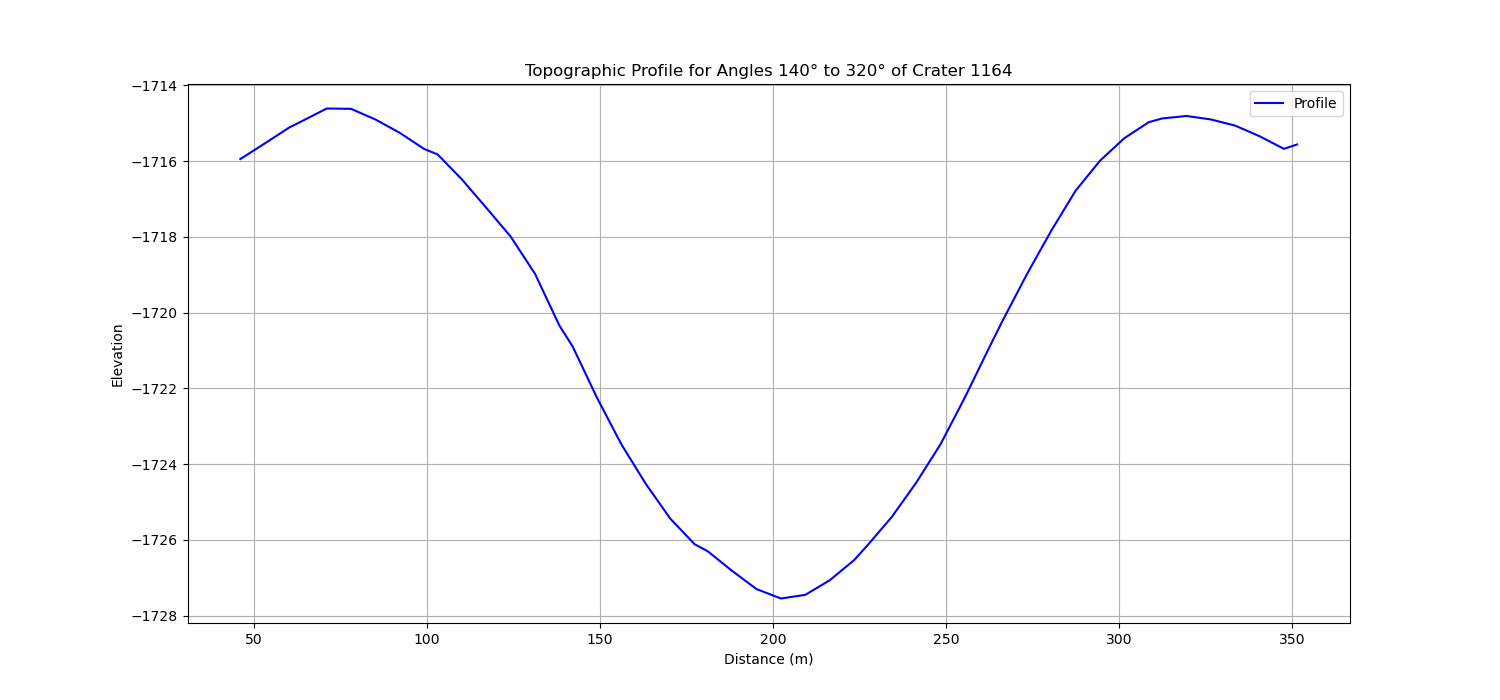 Topographic Profile for Angles 140° to 320° of Crater 1164
Profile
−1714
−1716
−1718
−1720
−1722
−1724
−1726
−1728
Elevation
50 100 150 200 250 300 350
Distance (m)